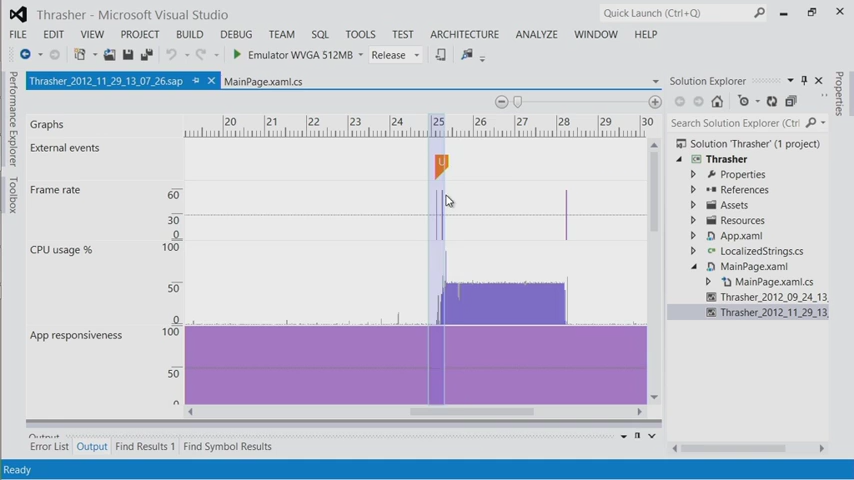 Thrasher - Microsoft Visual Studio
Quick Launch (Ctrl+Q)
FILE EDIT VIEW PROJECT BUILD DEBUG TEAM SQL TOOLS TEST ARCHITECTURE ANALYZE WINDOW HELP
Emulator WVGA 512MB Release
Thrasher_2012_11_29_13_07_26.sap
MainPage.xaml.cs
Performance Explorer
Toolbox
Graphs
20 21 22 23 24 25 26 27 28 29 30
External events
U
Frame rate
60
30
0
CPU usage %
100
50
0
App responsiveness
100
50
0
Solution Explorer
Search Solution Explorer (Ctrl+
Solution 'Thrasher' (1 project)
Thrasher
Properties
References
Assets
Resources
App.xaml
LocalizedStrings.cs
MainPage.xaml
MainPage.xaml.cs
Thrasher_2012_09_24_13_
Thrasher_2012_11_29_13_
Properties
Output
Error List Output Find Results 1 Find Symbol Results
Ready